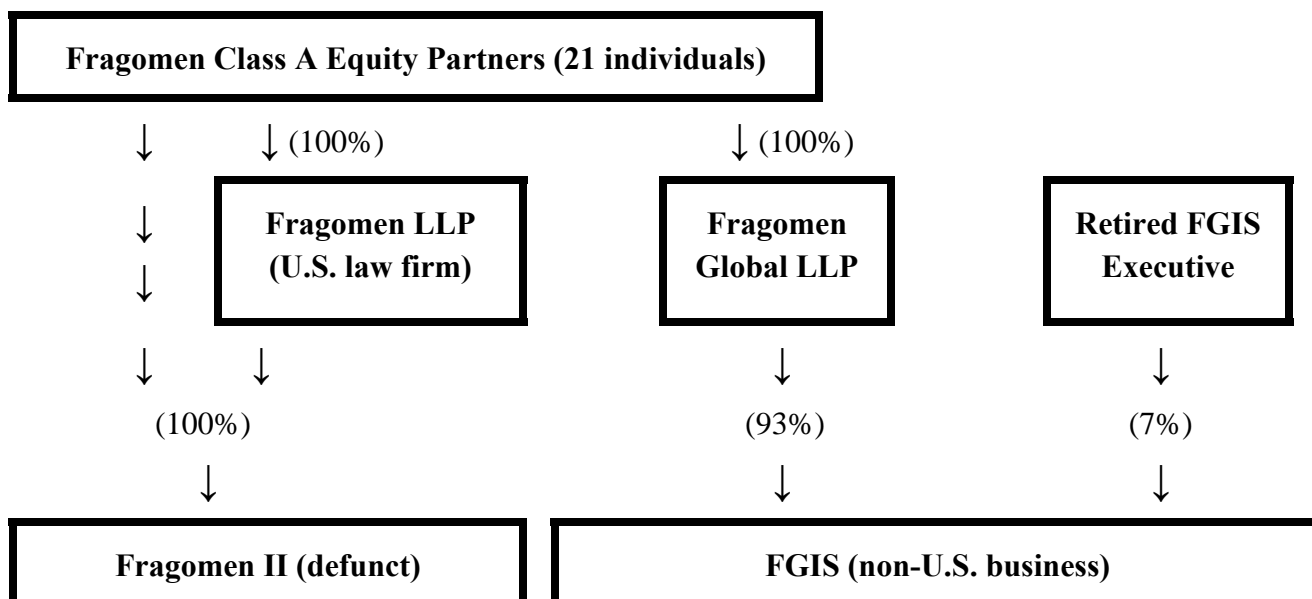 Fragomen Class A Equity Partners (21 individuals)
↓ ↓ (100%) ↓ (100%)
↓
↓
Fragomen LLP
(U.S. law firm)
Fragomen
Global LLP
Retired FGIS
Executive
↓ ↓ ↓ ↓
(100%) (93%) (7%)
↓ ↓ ↓
Fragomen II (defunct)
FGIS (non-U.S. business)